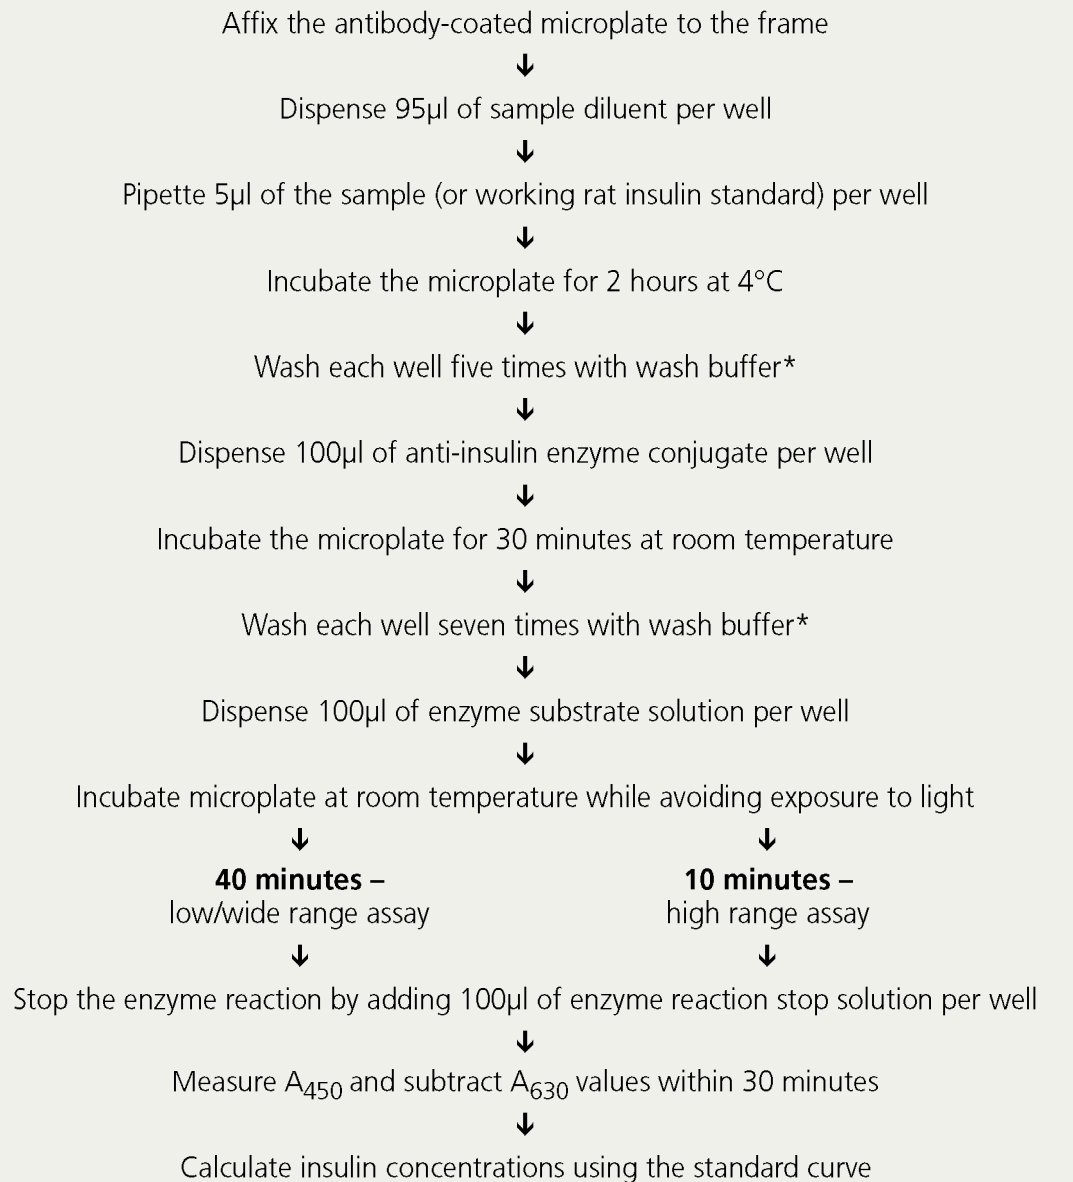 Affix the antibody-coated microplate to the frame
↓
Dispense 95µl of sample diluent per well
↓
Pipette 5µl of the sample (or working rat insulin standard) per well
↓
Incubate the microplate for 2 hours at 4°C
↓
Wash each well five times with wash buffer*
↓
Dispense 100µl of anti-insulin enzyme conjugate per well
↓
Incubate the microplate for 30 minutes at room temperature
↓
Wash each well seven times with wash buffer*
↓
Dispense 100µl of enzyme substrate solution per well
↓
Incubate microplate at room temperature while avoiding exposure to light
↓ ↓
40 minutes – 10 minutes –
low/wide range assay high range assay
↓ ↓
Stop the enzyme reaction by adding 100µl of enzyme reaction stop solution per well
↓
Measure A450 and subtract A630 values within 30 minutes
↓
Calculate insulin concentrations using the standard curve